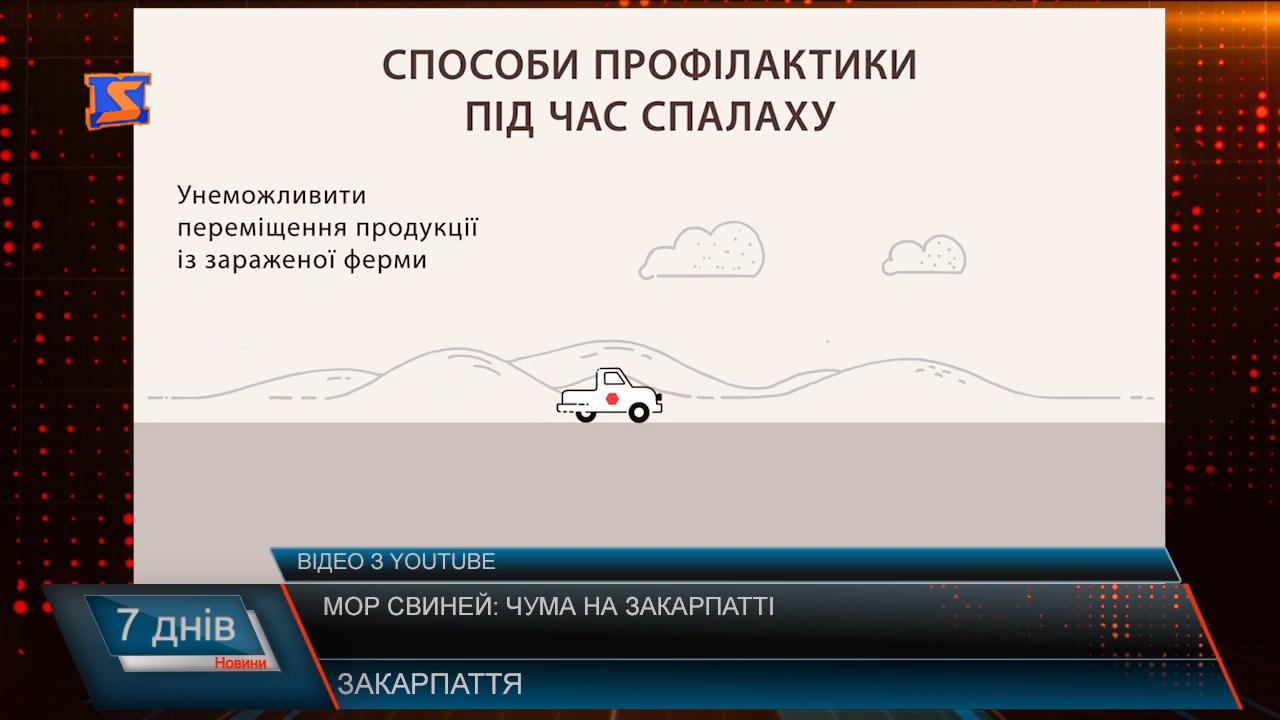 СПОСОБИ ПРОФІЛАКТИКИ
ПІД ЧАС СПАЛАХУ
S
Унеможливити
переміщення продукції
із зараженої ферми
ВІДЕО З YOUTUBE
МОР СВИНЕЙ: ЧУМА НА ЗАКАРПАТТІ
7 днів
Новини
ЗАКАРПАТТЯ